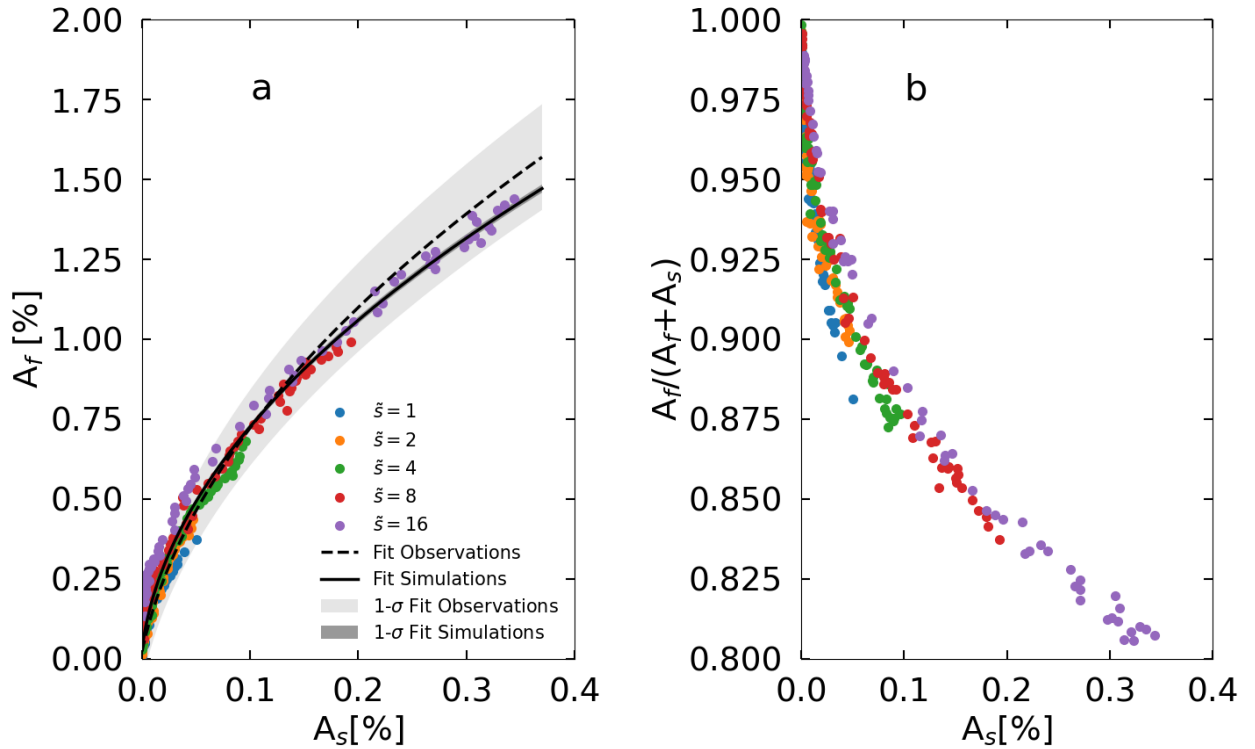 a
2.00
1.75
1.50
1.25
1.00
0.75
0.50
0.25
0.00
A_f [%]
s̃ = 1
s̃ = 2
s̃ = 4
s̃ = 8
s̃ = 16
Fit Observations
Fit Simulations
1-σ Fit Observations
1-σ Fit Simulations
0.0 0.1 0.2 0.3 0.4
A_s[%]
b
1.000
0.975
0.950
0.925
0.900
0.875
0.850
0.825
0.800
A_f/(A_f+A_s)
0.0 0.1 0.2 0.3 0.4
A_s[%]